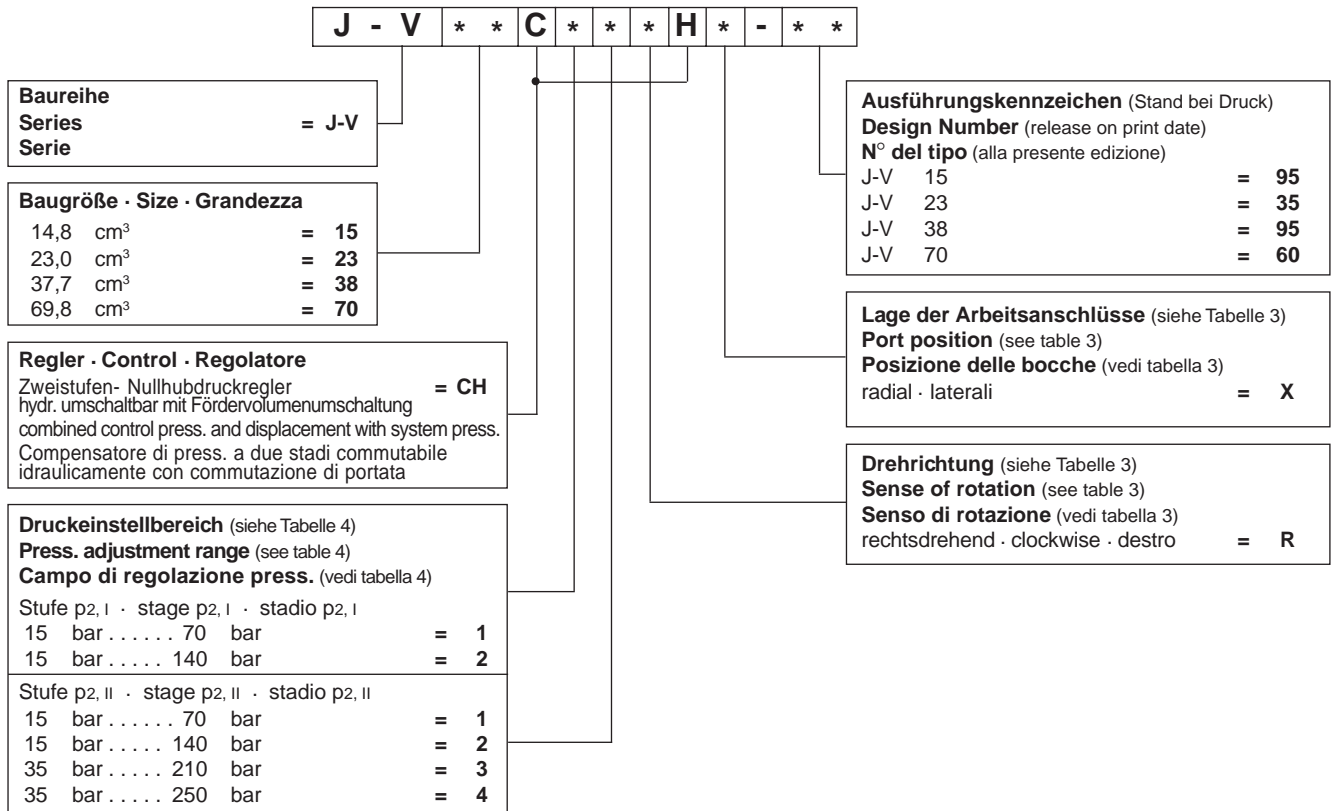 J - V * * C * * * H * - * *
Baureihe
Series = J-V
Serie
Baugröße · Size · Grandezza
14,8 cm³ = 15
23,0 cm³ = 23
37,7 cm³ = 38
69,8 cm³ = 70
Regler · Control · Regolatore
Zweistufen- Nullhubdruckregler = CH
hydr. umschaltbar mit Fördervolumenumschaltung
combined control press. and displacement with system press.
Compensatore di press. a due stadi commutabile
idraulicamente con commutazione di portata
Druckeinstellbereich (siehe Tabelle 4)
Press. adjustment range (see table 4)
Campo di regolazione press. (vedi tabella 4)
Stufe p2, I · stage p2, I · stadio p2, I
15 bar . . . . . . 70 bar = 1
15 bar . . . . . 140 bar = 2
Stufe p2, II · stage p2, II · stadio p2, II
15 bar . . . . . . 70 bar = 1
15 bar . . . . . 140 bar = 2
35 bar . . . . . 210 bar = 3
35 bar . . . . . 250 bar = 4
Ausführungskennzeichen (Stand bei Druck)
Design Number (release on print date)
N° del tipo (alla presente edizione)
J-V 15 = 95
J-V 23 = 35
J-V 38 = 95
J-V 70 = 60
Lage der Arbeitsanschlüsse (siehe Tabelle 3)
Port position (see table 3)
Posizione delle bocche (vedi tabella 3)
radial · laterali = X
Drehrichtung (siehe Tabelle 3)
Sense of rotation (see table 3)
Senso di rotazione (vedi tabella 3)
rechtsdrehend · clockwise · destro = R